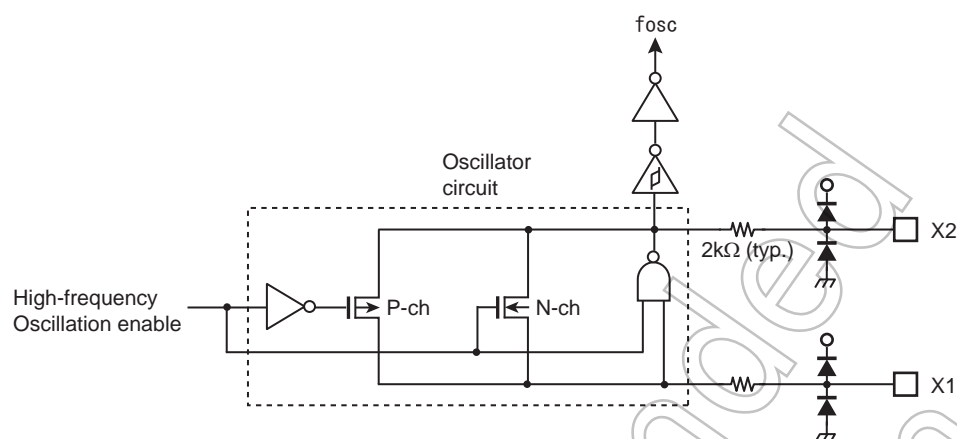 fosc
Oscillator
circuit
X2
2kΩ (typ.)
High-frequency
Oscillation enable
P-ch
N-ch
X1